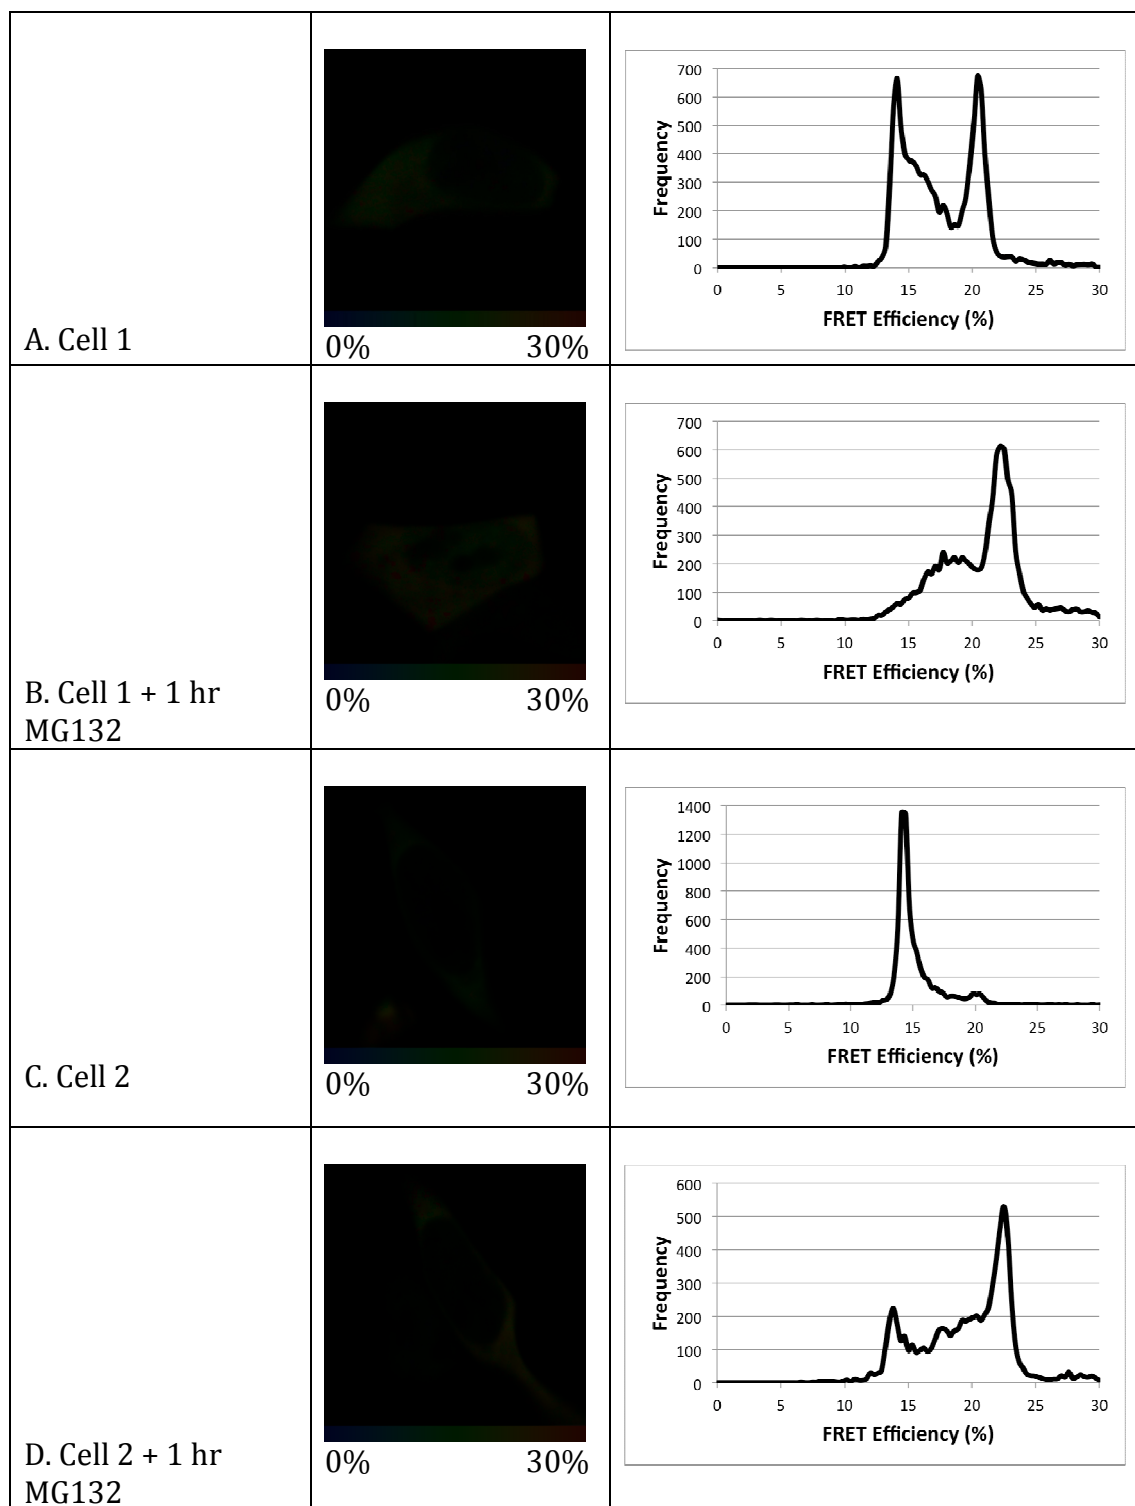 700
600
500
400
300
200
100
0
Frequency
0 5 10 15 20 25 30
FRET Efficiency (%)
A. Cell 1
0% 30%
700
600
500
400
300
200
100
0
Frequency
0 5 10 15 20 25 30
FRET Efficiency (%)
B. Cell 1 + 1 hr
MG132
0% 30%
1400
1200
1000
800
600
400
200
0
Frequency
0 5 10 15 20 25 30
FRET Efficiency (%)
C. Cell 2
0% 30%
600
500
400
300
200
100
0
Frequency
0 5 10 15 20 25 30
FRET Efficiency (%)
D. Cell 2 + 1 hr
MG132
0% 30%